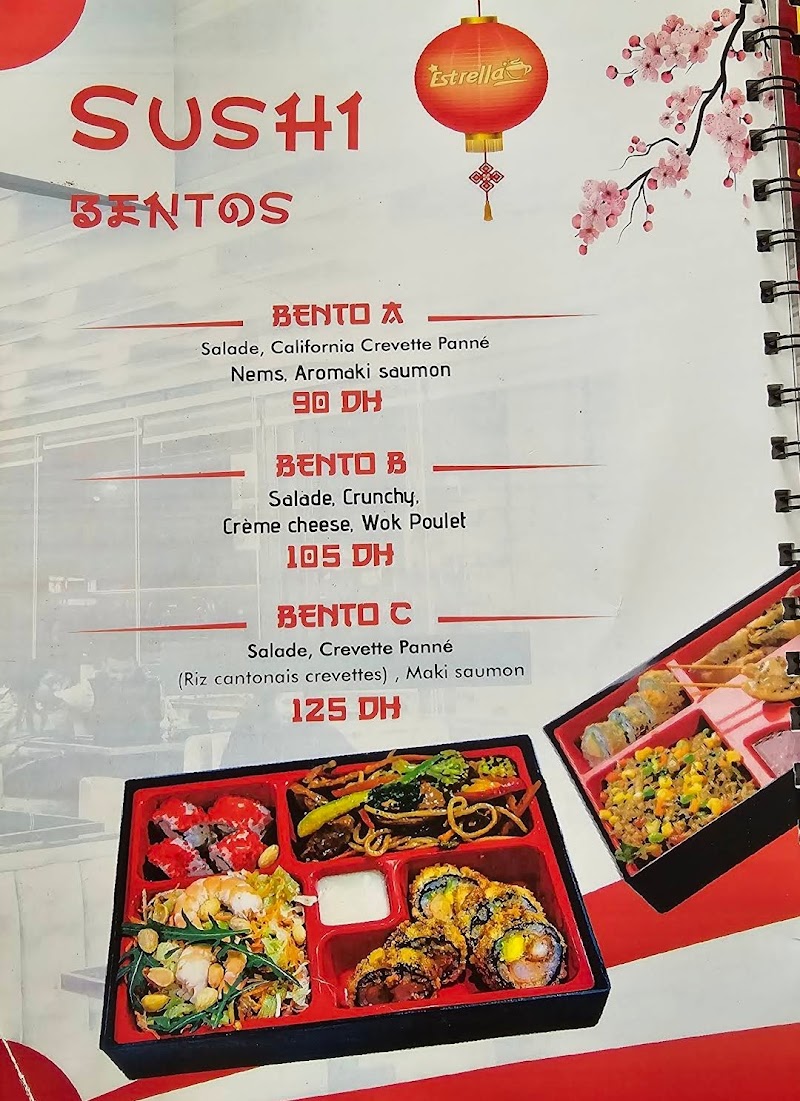 Estrella
SUSHI
BENTOS
BENTO A
Salade, California Crevette Panné
Nems, Aromaki saumon
90 DH
BENTO B
Salade, Crunchy,
Crème cheese, Wok Poulet
105 DH
BENTO C
Salade, Crevette Panné
(Riz cantonais crevettes) , Maki saumon
125 DH